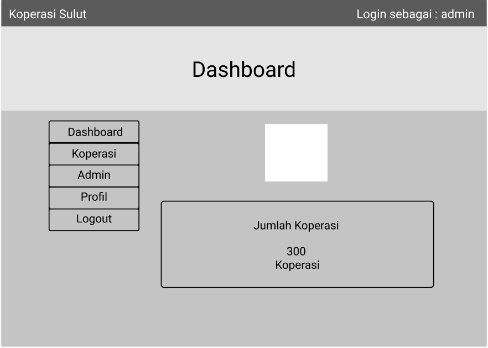 Koperasi Sulut
Login sebagai : admin
Dashboard
Dashboard
Koperasi
Admin
Profil
Logout
Jumlah Koperasi
300
Koperasi